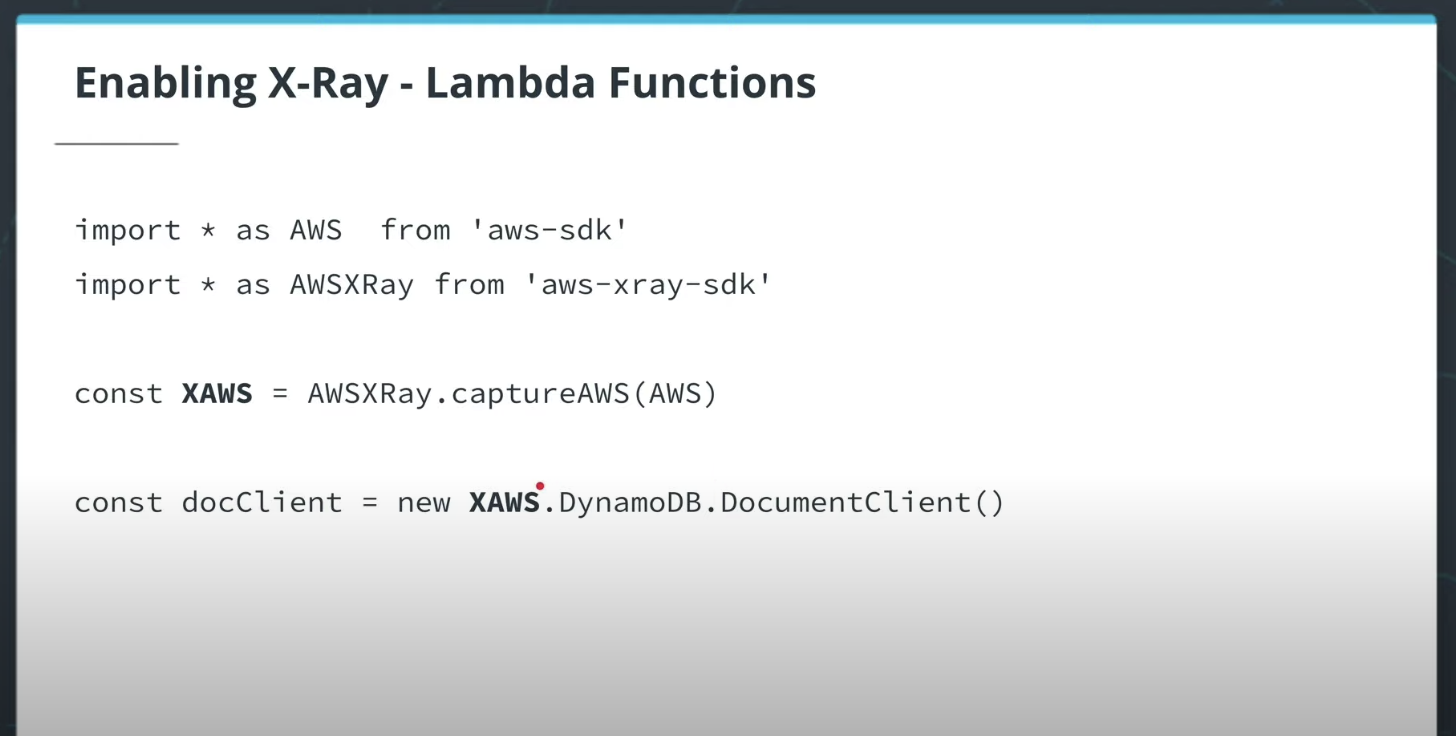 Enabling X-Ray - Lambda Functions
import * as AWS  from 'aws-sdk'
import * as AWSXRay from 'aws-xray-sdk'
const XAWS = AWSXRay.captureAWS(AWS)
const docClient = new XAWS.DynamoDB.DocumentClient()